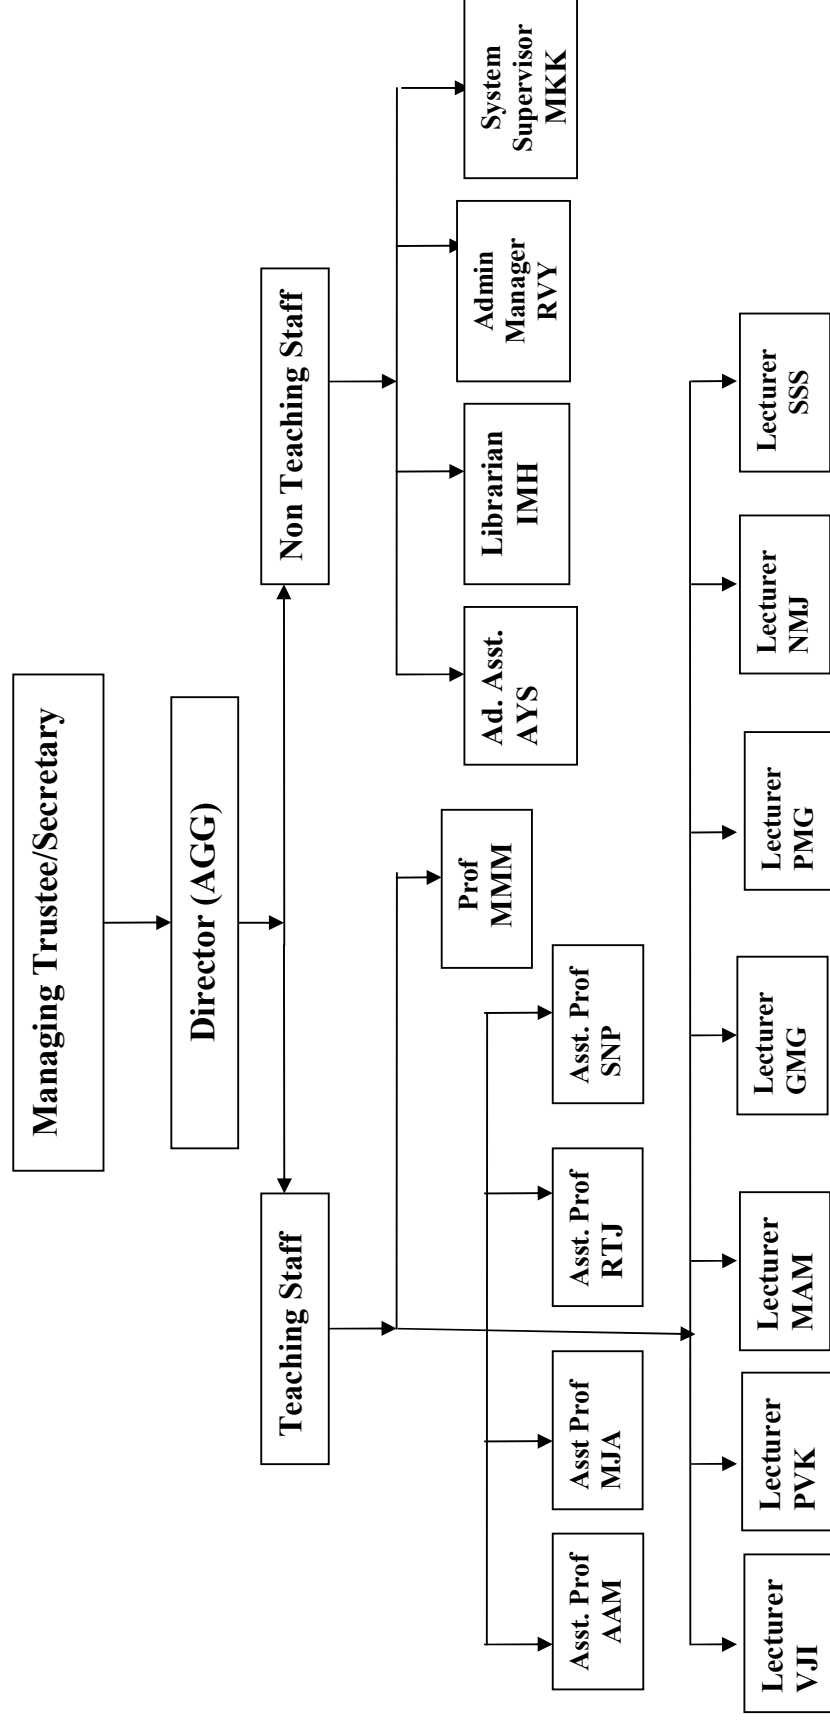 Managing Trustee/Secretary
Director (AGG)
Teaching Staff
Non Teaching Staff
Prof
MMM
Ad. Asst.
AYS
Librarian
IMH
Admin
Manager
RVY
System
Supervisor
MKK
Asst. Prof
AAM
Asst Prof
MJA
Asst. Prof
RTJ
Asst. Prof
SNP
Lecturer
VJI
Lecturer
PVK
Lecturer
MAM
Lecturer
GMG
Lecturer
PMG
Lecturer
NMJ
Lecturer
SSS